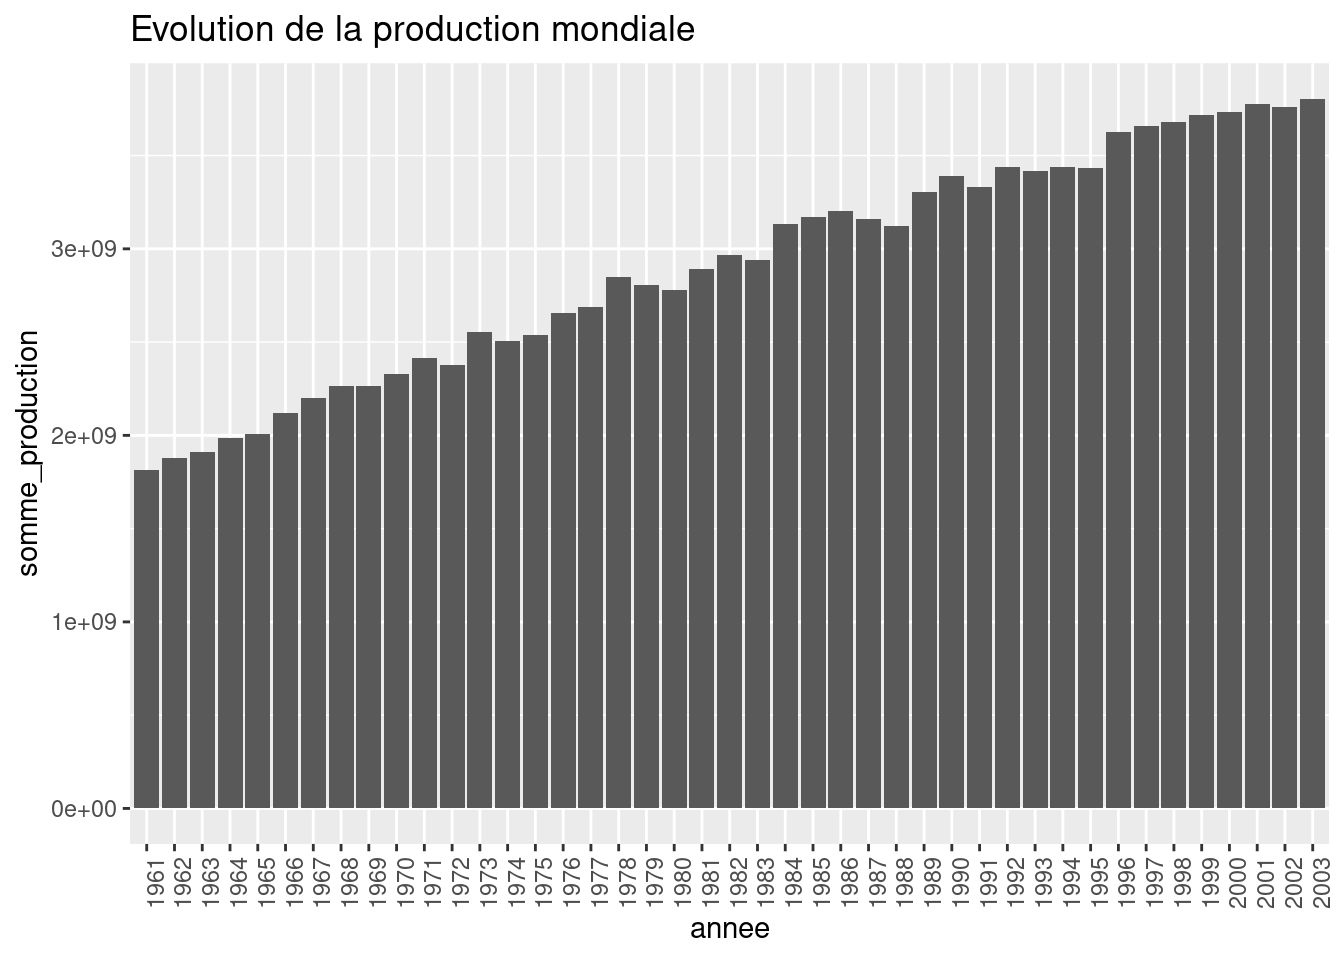 Evolution de la production mondiale
somme_production
3e+09
2e+09
1e+09
0e+00
1961 1962 1963 1964 1965 1966 1967 1968 1969 1970 1971 1972 1973 1974 1975 1976 1977 1978 1979 1980 1981 1982 1983 1984 1985 1986 1987 1988 1989 1990 1991 1992 1993 1994 1995 1996 1997 1998 1999 2000 2001 2002 2003
annee